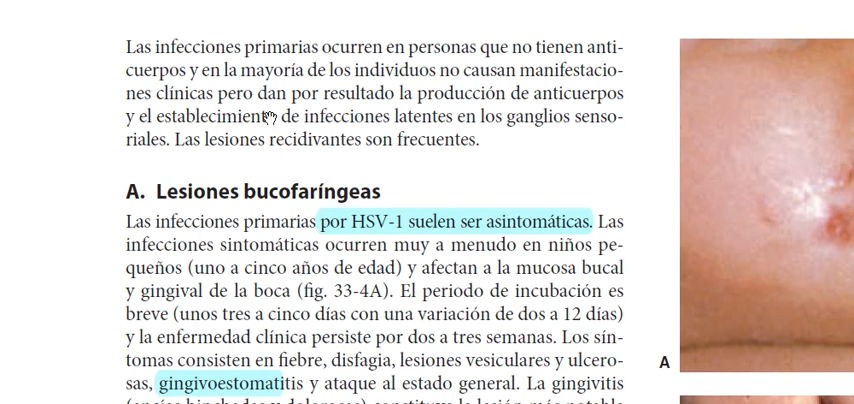 Las infecciones primarias ocurren en personas que no tienen anti-
cuerpos y en la mayoría de los individuos no causan manifestacio-
nes clínicas pero dan por resultado la producción de anticuerpos
y el establecimiento de infecciones latentes en los ganglios senso-
riales. Las lesiones recidivantes son frecuentes.
A. Lesiones bucofaríngeas
Las infecciones primarias por HSV-1 suelen ser asintomáticas. Las
infecciones sintomáticas ocurren muy a menudo en niños pe-
queños (uno a cinco años de edad) y afectan a la mucosa bucal
y gingival de la boca (fig. 33-4A). El periodo de incubación es
breve (unos tres a cinco días con una variación de dos a 12 días)
y la enfermedad clínica persiste por dos a tres semanas. Los sín-
tomas consisten en fiebre, disfagia, lesiones vesiculares y ulcero-
sas, gingivoestomatitis y ataque al estado general. La gingivitis
A